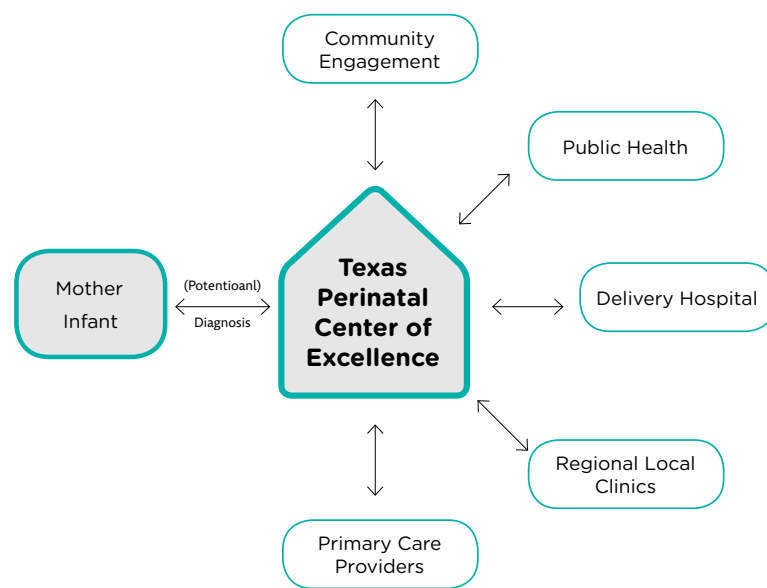 Community
Engagement
Public Health
Mother
Infant
(Potentioanl)
Diagnosis
Texas
Perinatal
Center of
Excellence
Delivery Hospital
Regional Local
Clinics
Primary Care
Providers